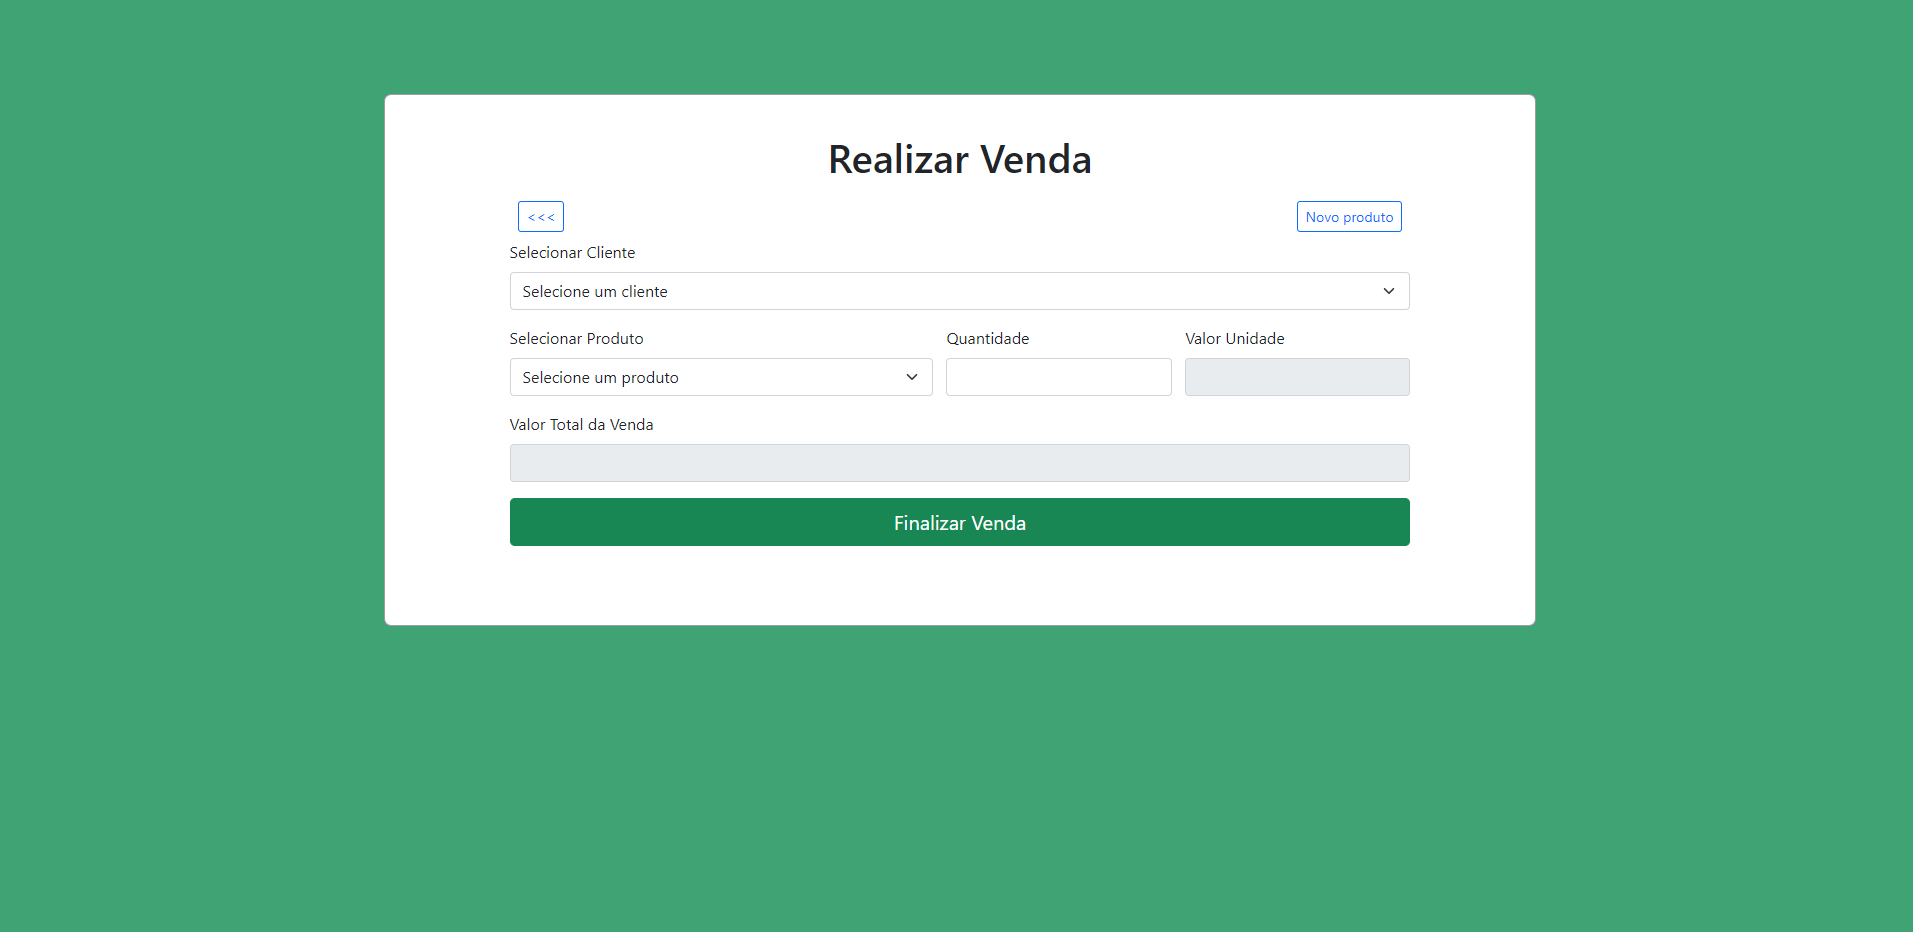 Realizar Venda
<<< Novo produto
Selecionar Cliente
Selecione um cliente
Selecionar Produto Quantidade Valor Unidade
Selecione um produto
Valor Total da Venda
Finalizar Venda